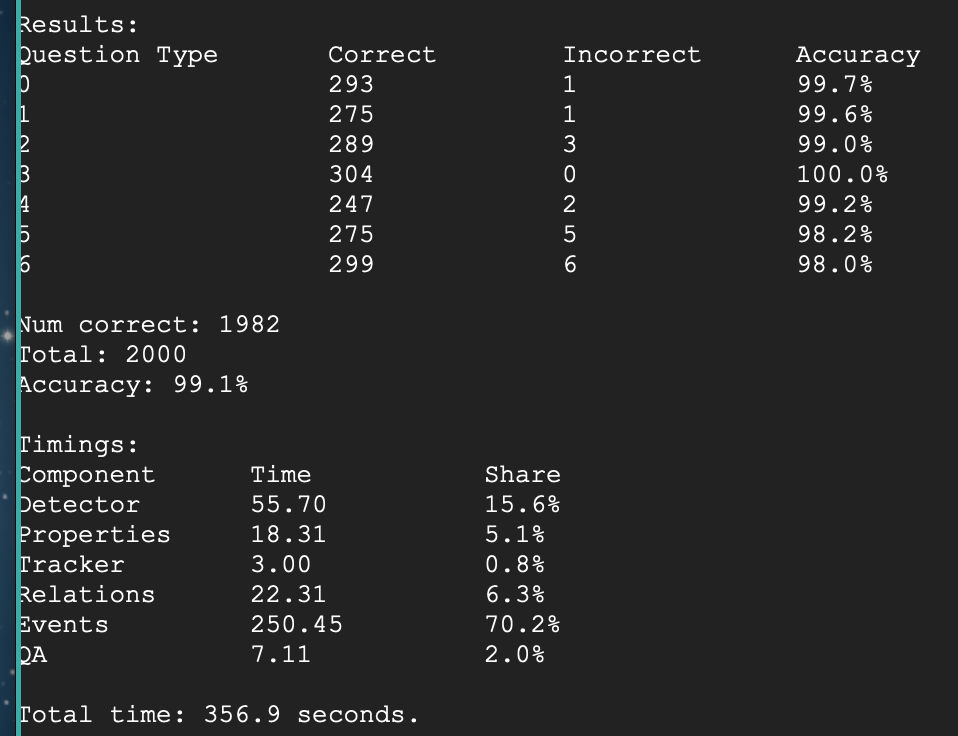 Results:
Question Type Correct Incorrect Accuracy
0 293 1 99.7%
1 275 1 99.6%
2 289 3 99.0%
3 304 0 100.0%
4 247 2 99.2%
5 275 5 98.2%
6 299 6 98.0%
Num correct: 1982
Total: 2000
Accuracy: 99.1%
Timings:
Component Time Share
Detector 55.70 15.6%
Properties 18.31 5.1%
Tracker 3.00 0.8%
Relations 22.31 6.3%
Events 250.45 70.2%
QA 7.11 2.0%
Total time: 356.9 seconds.